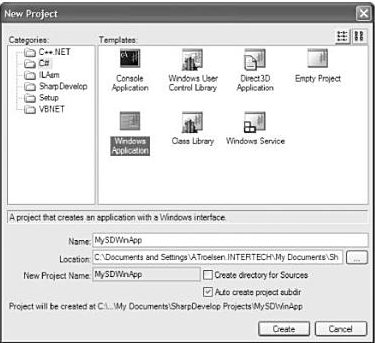 New Project
Categories:
Templates:
C++.NET
C#
ILAsm
SharpDevelop
Setup
VBNET
Console Application
Windows User Control Library
Direct3D Application
Empty Project
Windows Application
Class Library
Windows Service
A project that creates an application with a Windows interface.
Name: MySDWinApp
Location: C:\Documents and Settings\ATroelsen.INTERTECH\My Documents\Sh ...
New Project Name: MySDWinApp
Create directory for Sources
Auto create project subdir
Project will be created at C:\...\My Documents\SharpDevelop Projects\MySDWinApp
Create
Cancel